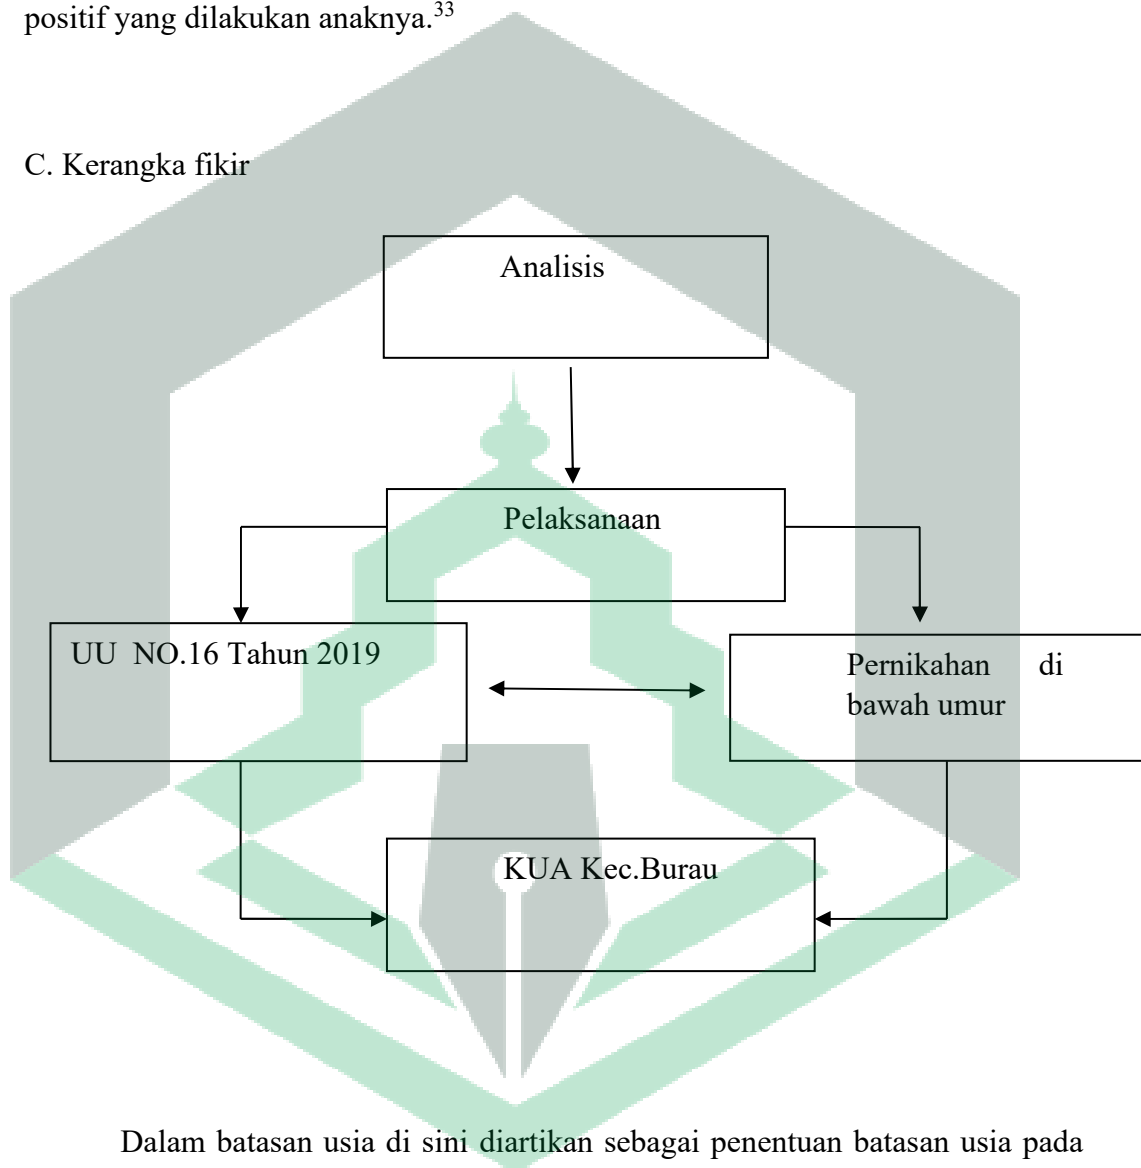 positif yang dilakukan anaknya.33
C. Kerangka fikir
Analisis
Pelaksanaan
UU NO.16 Tahun 2019
Pernikahan di
bawah umur
KUA Kec.Burau
Dalam batasan usia di sini diartikan sebagai penentuan batasan usia pada